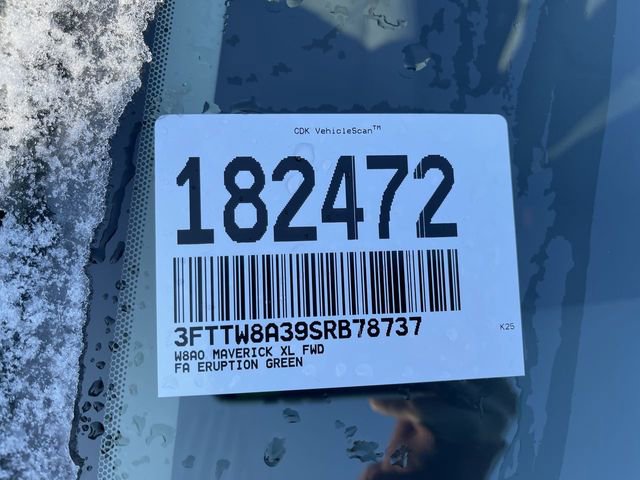 CDK VehicleScan™
182472
3FTTW8A39SRB78737
K25
W8A0 MAVERICK XL FWD
FA ERUPTION GREEN